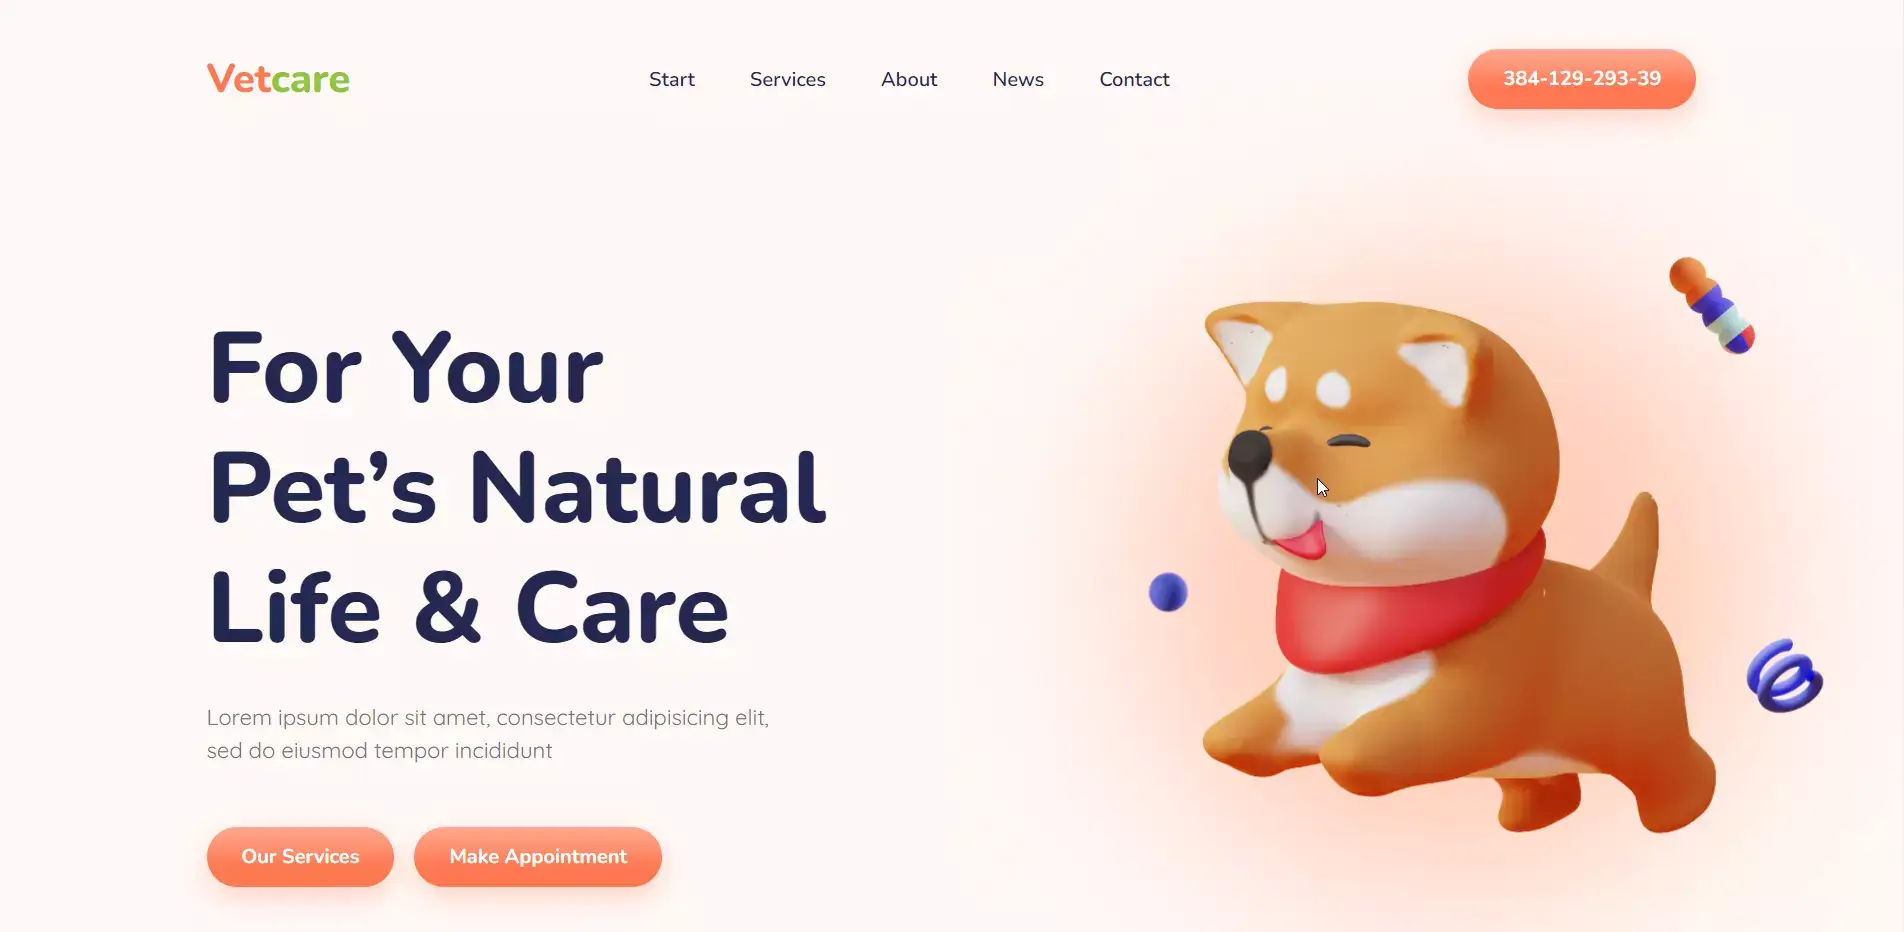 Vetcare
Start Services About News Contact
384-129-293-39
For Your
Pet’s Natural
Life & Care
Lorem ipsum dolor sit amet, consectetur adipisicing elit,
sed do eiusmod tempor incididunt
Our Services Make Appointment